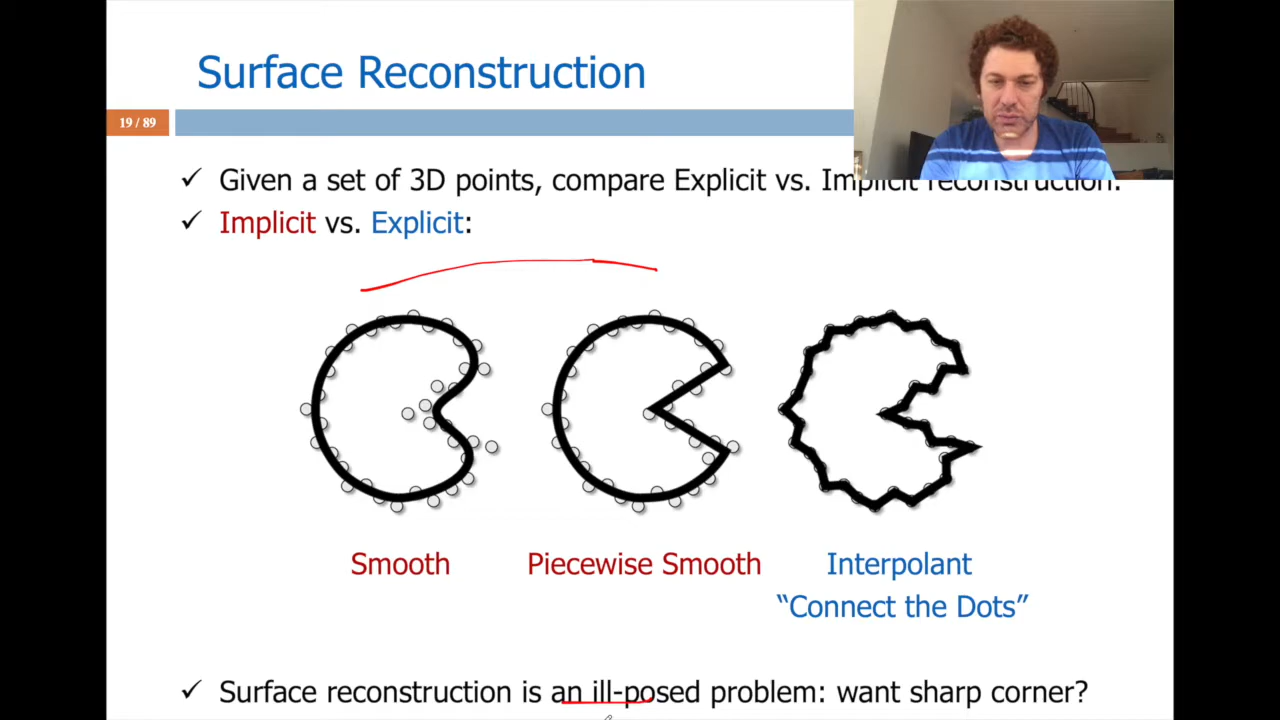 Surface Reconstruction
19 / 89
✓ Given a set of 3D points, compare Explicit vs. Implicit reconstruction.
✓ Implicit vs. Explicit:
Smooth
Piecewise Smooth
Interpolant
“Connect the Dots”
✓ Surface reconstruction is an ill-posed problem: want sharp corner?